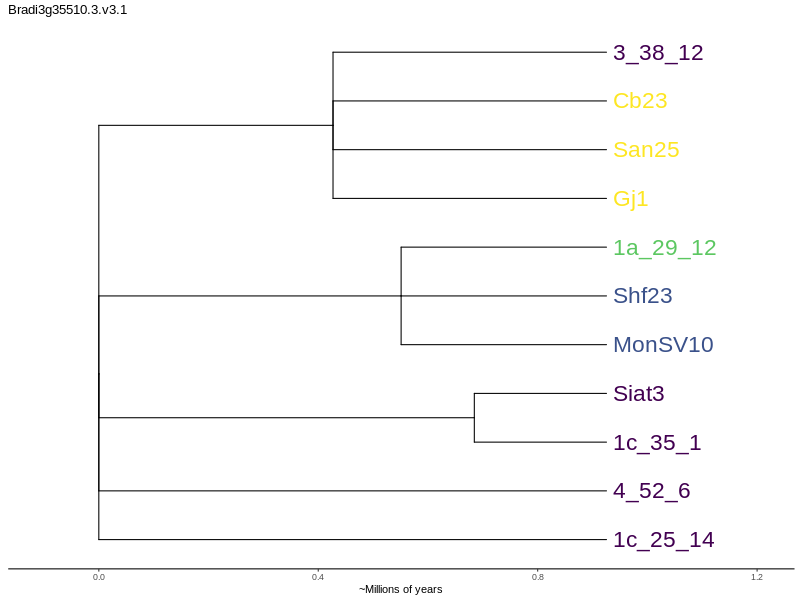 Bradi3g35510.3.v3.1
3_38_12
Cb23
San25
Gj1
1a_29_12
Shf23
MonSV10
Siat3
1c_35_1
4_52_6
1c_25_14
0.0 0.4 0.8 1.2
~Millions of years